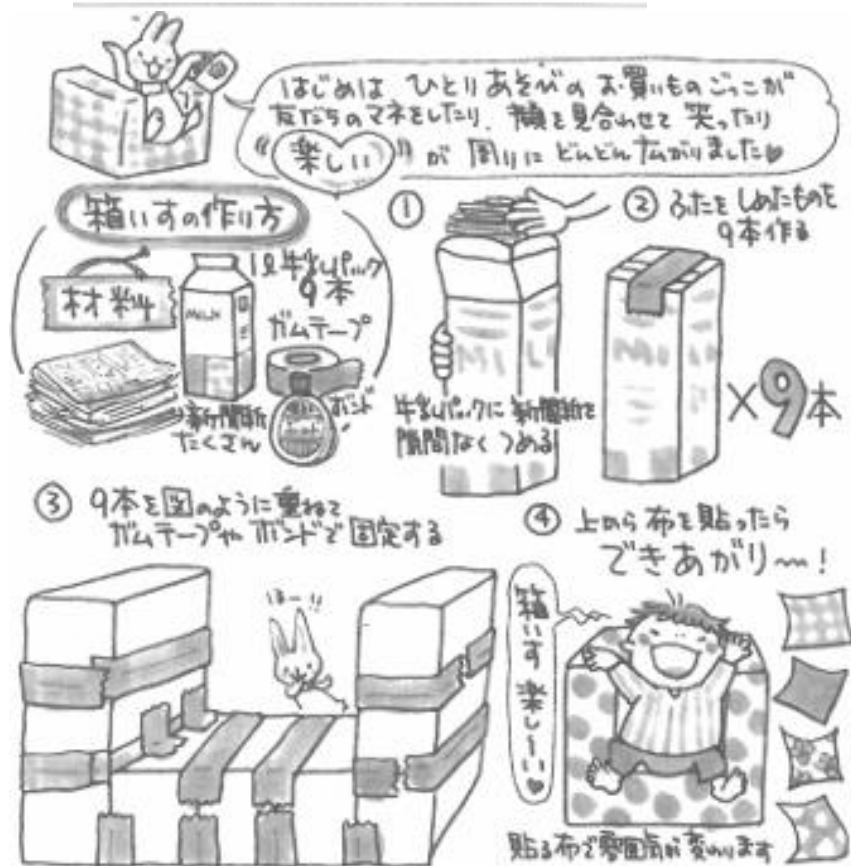 はじめは ひとりあそびの お買いものごっこが
友だちのマネをしたり、顔を見合わせて 笑ったり
"楽しい" が 周りに どんどん 広がりました♥
箱いすの作り方
材料
1ℓ牛乳パック
9本
MILK
ガムテープ
新聞紙
たくさん
ボンド
①
牛乳パックに 新聞紙を
隙間なく つめる
② ふたを しめたものを
9本作る
×9本
③ 9本を図のように重ねて
ガムテープや ボンドで 固定する
ほー!!
④ 上から 布を 貼ったら
できあがり〜!
箱いす 楽し〜い♥
貼る布で雰囲気が変わります